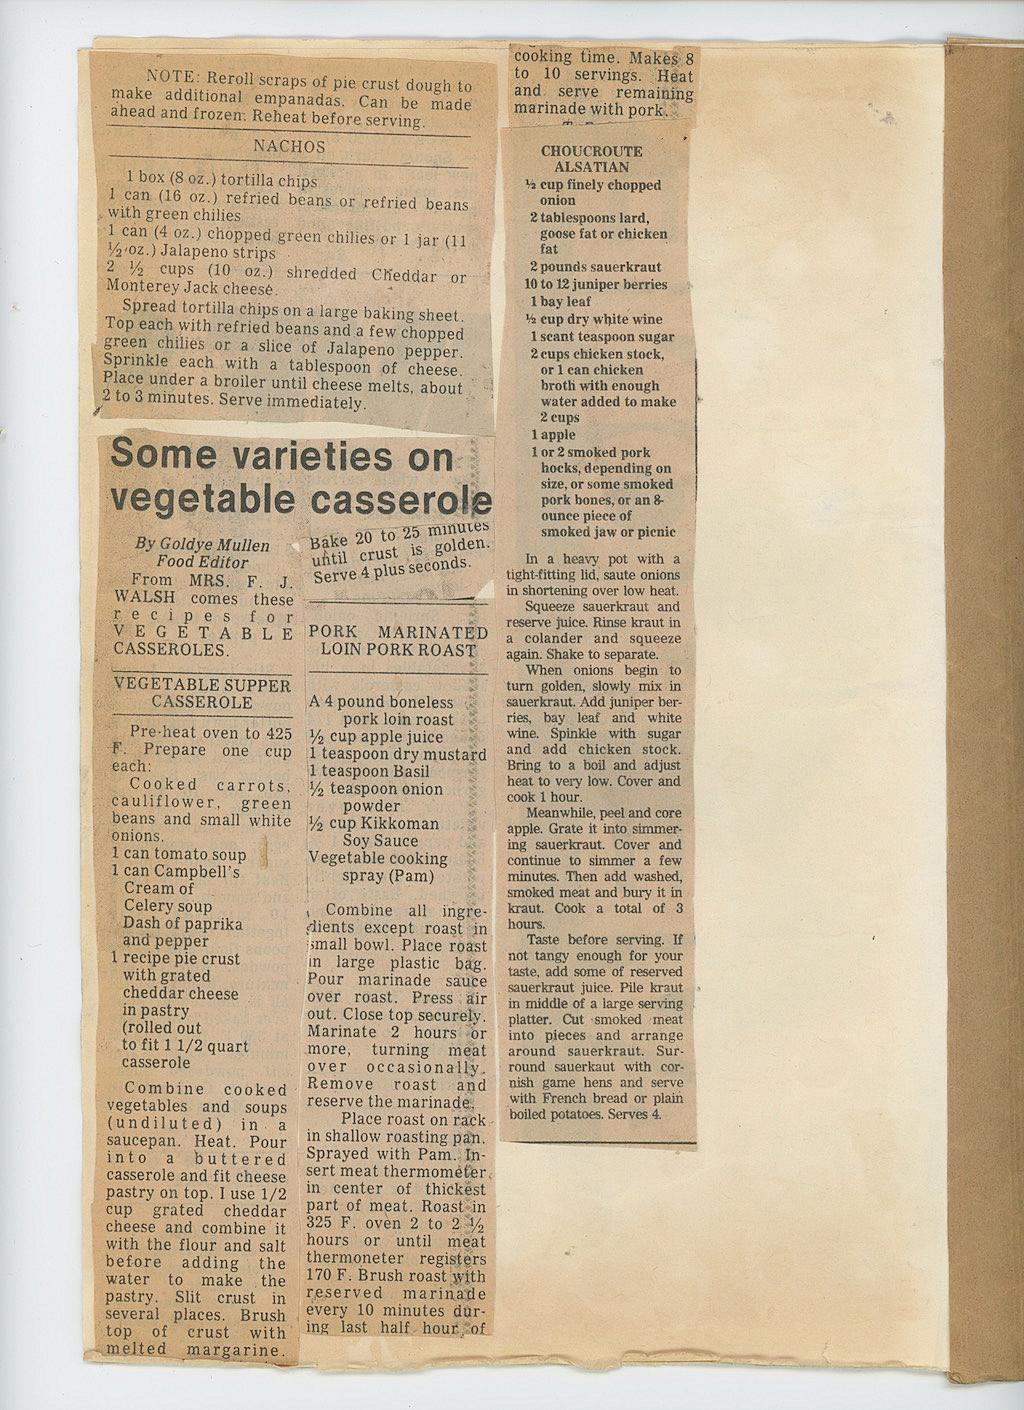 NOTE: Reroll scraps of pie crust dough to
make additional empanadas. Can be made
ahead and frozen. Reheat before serving.
NACHOS
1 box (8 oz.) tortilla chips
1 can (16 oz.) refried beans or refried beans
with green chilies
1 can (4 oz.) chopped green chilies or 1 jar (11
½ oz.) Jalapeno strips
2 ½ cups (10 oz.) shredded Cheddar or
Monterey Jack cheese.
Spread tortilla chips on a large baking sheet.
Top each with refried beans and a few chopped
green chilies or a slice of Jalapeno pepper.
Sprinkle each with a tablespoon of cheese.
Place under a broiler until cheese melts, about
2 to 3 minutes. Serve immediately.
Some varieties on
vegetable casserole
By Goldye Mullen
Food Editor
From MRS. F. J.
WALSH comes these
recipes for
VEGETABLE
CASSEROLES.
VEGETABLE SUPPER
CASSEROLE
Pre-heat oven to 425
F. Prepare one cup
each:
Cooked carrots,
cauliflower, green
beans and small white
onions.
1 can tomato soup
1 can Campbell's
Cream of
Celery soup
Dash of paprika
and pepper
1 recipe pie crust
with grated
cheddar cheese
in pastry
(rolled out
to fit 1 1/2 quart
casserole
Combine cooked
vegetables and soups
(undiluted) in a
saucepan. Heat. Pour
into a buttered
casserole and fit cheese
pastry on top. I use 1/2
cup grated cheddar
cheese and combine it
with the flour and salt
before adding the
water to make the
pastry. Slit crust in
several places. Brush
top of crust with
melted margarine.
Bake 20 to 25 minutes
until crust is golden.
Serve 4 plus seconds.
PORK MARINATED
LOIN PORK ROAST
A 4 pound boneless
pork loin roast
½ cup apple juice
1 teaspoon dry mustard
1 teaspoon Basil
½ teaspoon onion
powder
½ cup Kikkoman
Soy Sauce
Vegetable cooking
spray (Pam)
Combine all ingre-
dients except roast in
small bowl. Place roast
in large plastic bag.
Pour marinade sauce
over roast. Press air
out. Close top securely.
Marinate 2 hours or
more, turning meat
over occasionally.
Remove roast and
reserve the marinade.
Place roast on rack
in shallow roasting pan.
Sprayed with Pam. In-
sert meat thermometer
in center of thickest
part of meat. Roast in
325 F. oven 2 to 2 ½
hours or until meat
thermoneter registers
170 F. Brush roast with
reserved marinade
every 10 minutes dur-
ing last half hour of
cooking time. Makes 8
to 10 servings. Heat
and serve remaining
marinade with pork.
CHOUCROUTE
ALSATIAN
½ cup finely chopped
onion
2 tablespoons lard,
goose fat or chicken
fat
2 pounds sauerkraut
10 to 12 juniper berries
1 bay leaf
½ cup dry white wine
1 scant teaspoon sugar
2 cups chicken stock,
or 1 can chicken
broth with enough
water added to make
2 cups
1 apple
1 or 2 smoked pork
hocks, depending on
size, or some smoked
pork bones, or an 8-
ounce piece of
smoked jaw or picnic
In a heavy pot with a
tight-fitting lid, saute onions
in shortening over low heat.
Squeeze sauerkraut and
reserve juice. Rinse kraut in
a colander and squeeze
again. Shake to separate.
When onions begin to
turn golden, slowly mix in
sauerkraut. Add juniper ber-
ries, bay leaf and white
wine. Spinkle with sugar
and add chicken stock.
Bring to a boil and adjust
heat to very low. Cover and
cook 1 hour.
Meanwhile, peel and core
apple. Grate it into simmer-
ing sauerkraut. Cover and
continue to simmer a few
minutes. Then add washed,
smoked meat and bury it in
kraut. Cook a total of 3
hours.
Taste before serving. If
not tangy enough for your
taste, add some of reserved
sauerkraut juice. Pile kraut
in middle of a large serving
platter. Cut smoked meat
into pieces and arrange
around sauerkraut. Sur-
round sauerkaut with cor-
nish game hens and serve
with French bread or plain
boiled potatoes. Serves 4.